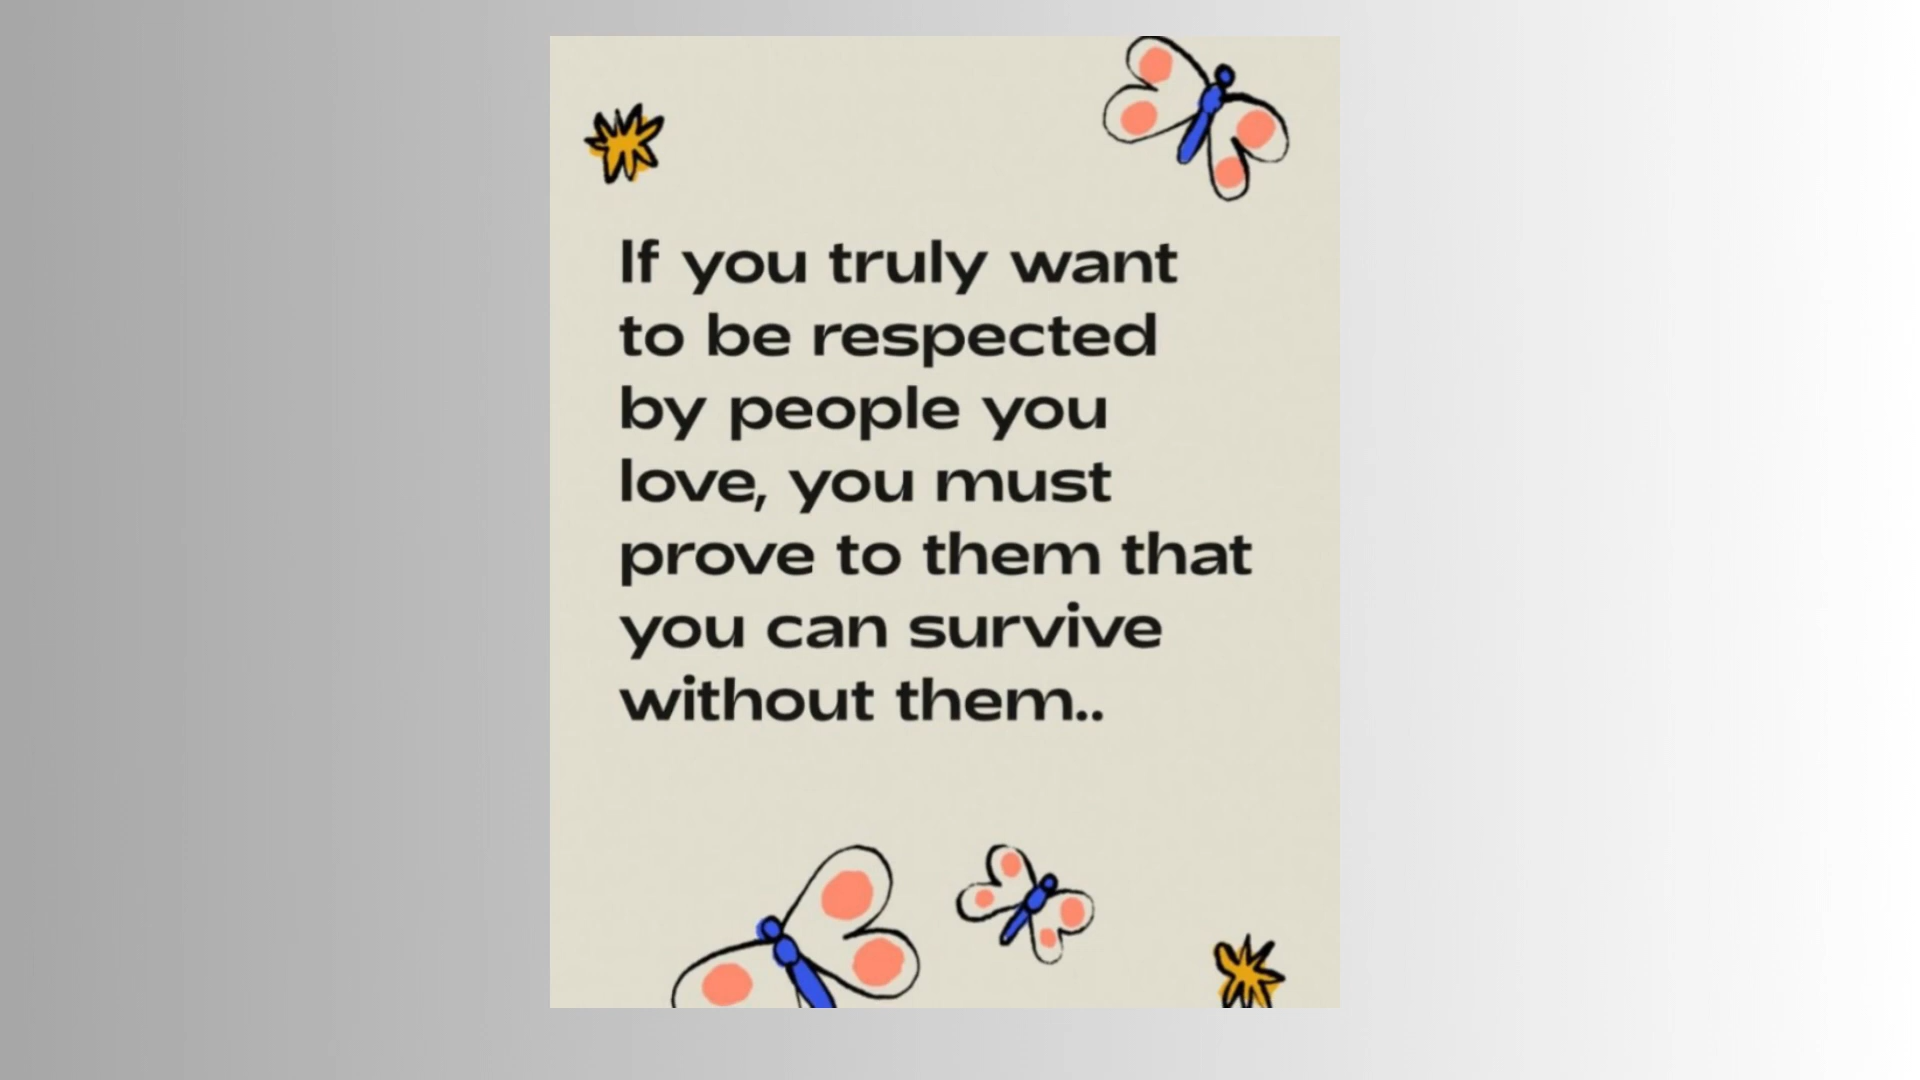 If you truly want
to be respected
by people you
love, you must
prove to them that
you can survive
without them..